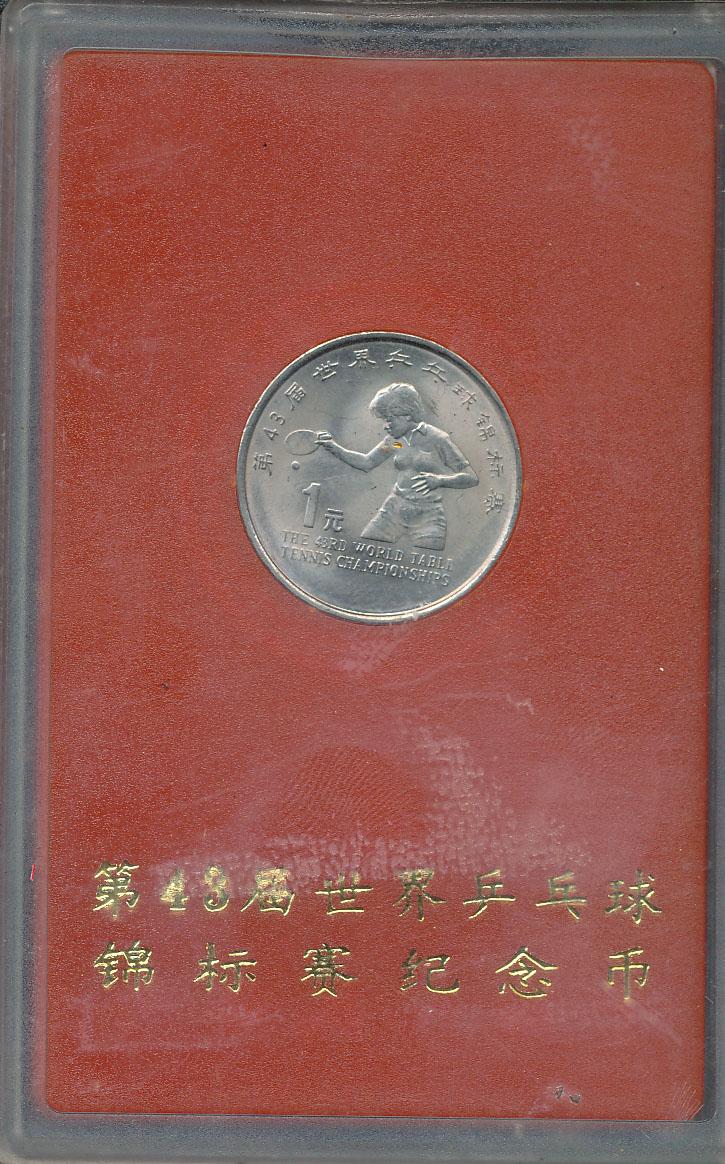 第43届世界乒乓球锦标赛
1元
THE 43RD WORLD TABLE
TENNIS CHAMPIONSHIPS
第43届世界乒乓球
锦标赛纪念币